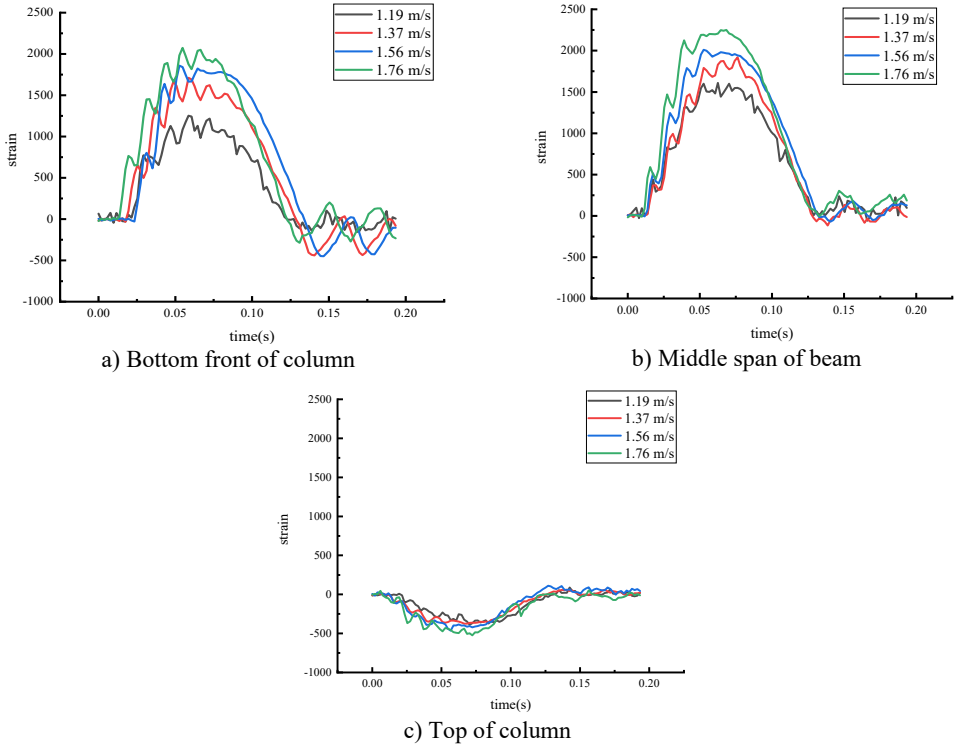 2500
2000
1500
1000
500
0
-500
-1000
strain
0.00 0.05 0.10 0.15 0.20
time(s)
1.19 m/s
1.37 m/s
1.56 m/s
1.76 m/s
a) Bottom front of column
2500
2000
1500
1000
500
0
-500
-1000
strain
0.00 0.05 0.10 0.15 0.20
time(s)
1.19 m/s
1.37 m/s
1.56 m/s
1.76 m/s
b) Middle span of beam
2500
2000
1500
1000
500
0
-500
-1000
strain
0.00 0.05 0.10 0.15 0.20
time(s)
1.19 m/s
1.37 m/s
1.56 m/s
1.76 m/s
c) Top of column